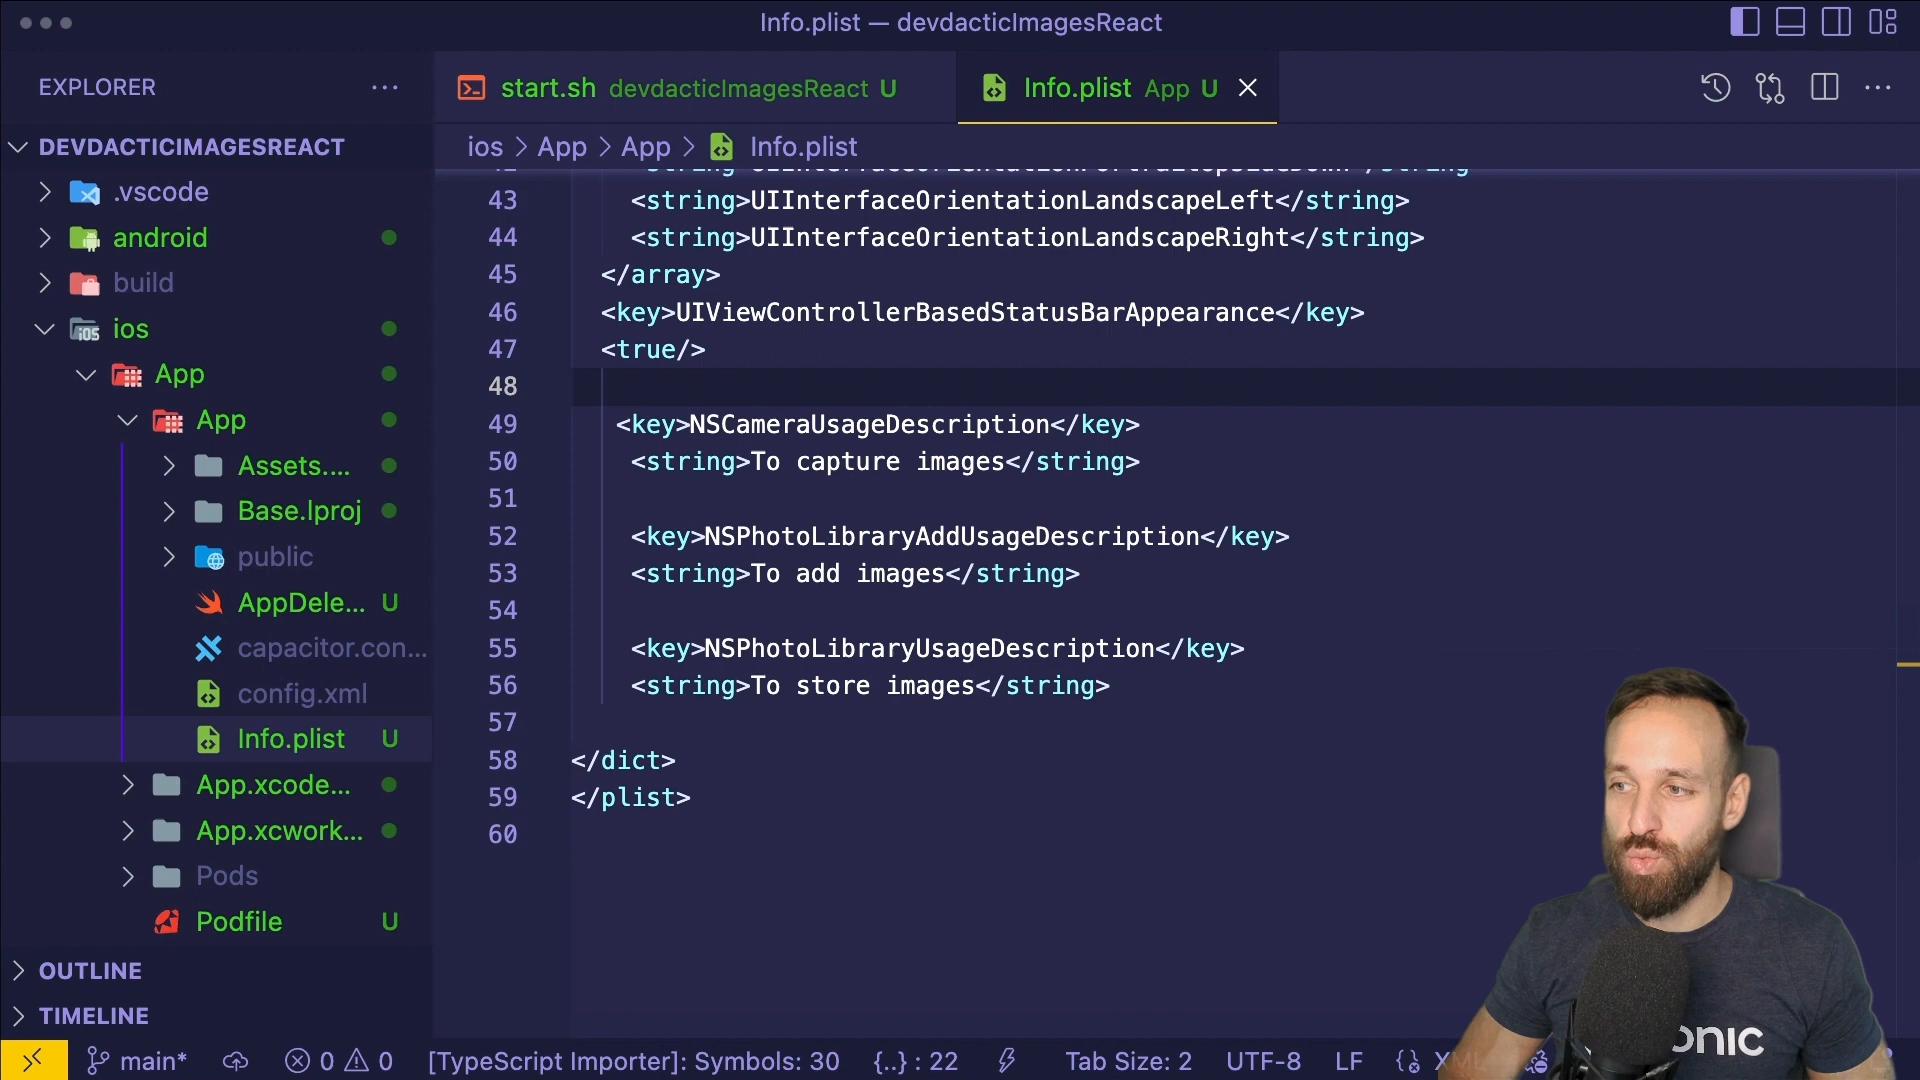 Info.plist — devdacticImagesReact
EXPLORER
start.sh devdacticImagesReact U
Info.plist App U
DEVDACTICIMAGESREACT
ios > App > App > Info.plist
.vscode
android
build
ios
App
App
Assets....
Base.lproj
public
AppDele... U
capacitor.con...
config.xml
Info.plist U
App.xcode...
App.xcwork...
Pods
Podfile U
OUTLINE
TIMELINE
43 <string>UIInterfaceOrientationLandscapeLeft</string>
44 <string>UIInterfaceOrientationLandscapeRight</string>
45 </array>
46 <key>UIViewControllerBasedStatusBarAppearance</key>
47 <true/>
48
49 <key>NSCameraUsageDescription</key>
50 <string>To capture images</string>
51
52 <key>NSPhotoLibraryAddUsageDescription</key>
53 <string>To add images</string>
54
55 <key>NSPhotoLibraryUsageDescription</key>
56 <string>To store images</string>
57
58 </dict>
59 </plist>
60
main* 0 0 [TypeScript Importer]: Symbols: 30 {..} : 22 Tab Size: 2 UTF-8 LF
onic